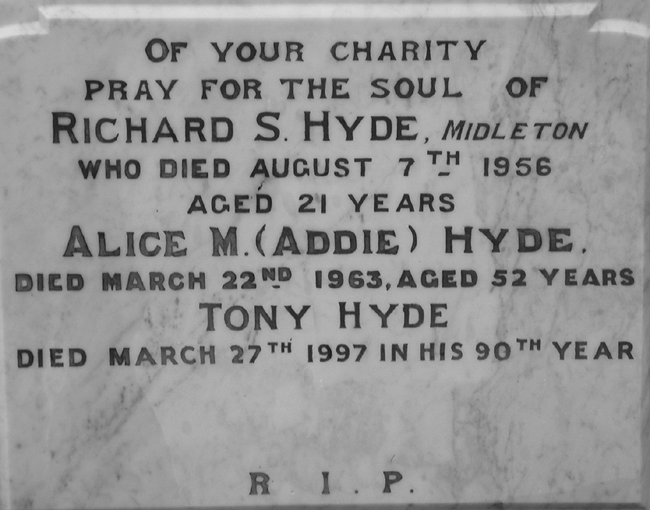 OF YOUR CHARITY
PRAY FOR THE SOUL OF
RICHARD S. HYDE, MIDLETON
WHO DIED AUGUST 7TH 1956
AGED 21 YEARS
ALICE M. (ADDIE) HYDE.
DIED MARCH 22ND 1963, AGED 52 YEARS
TONY HYDE
DIED MARCH 27TH 1997 IN HIS 90TH YEAR
R I . P.